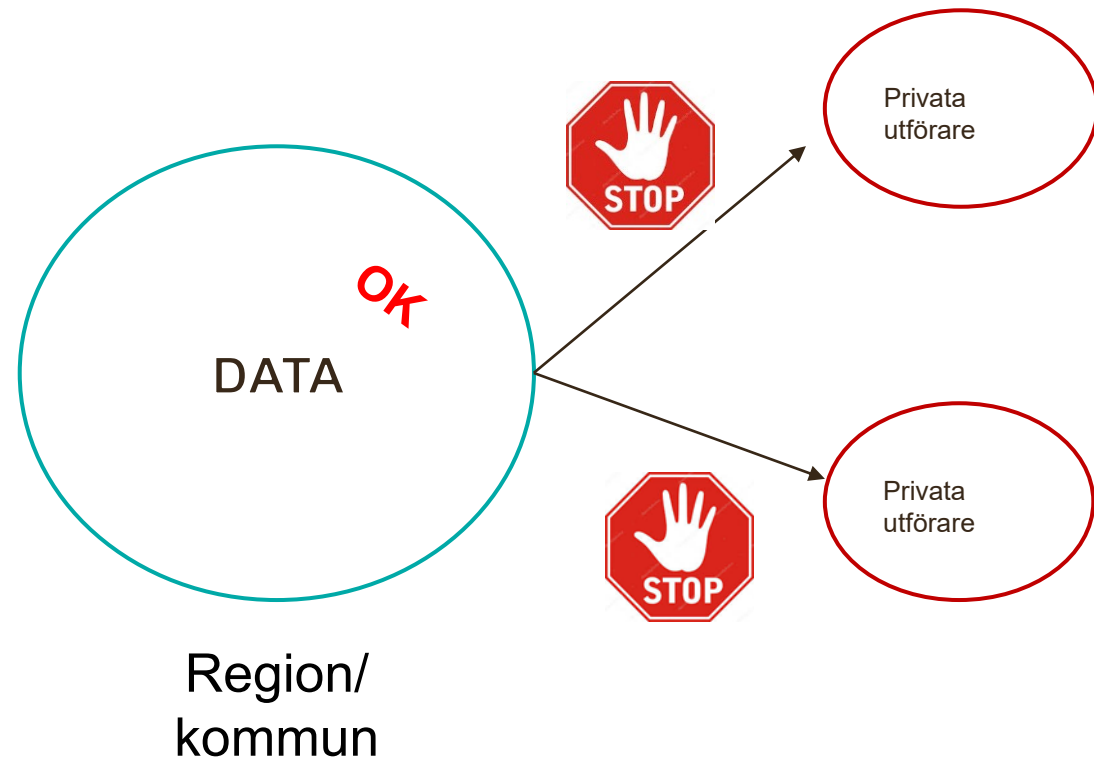 Privata
utförare
STOP
OK
DATA
Privata
utförare
STOP
Region/
kommun